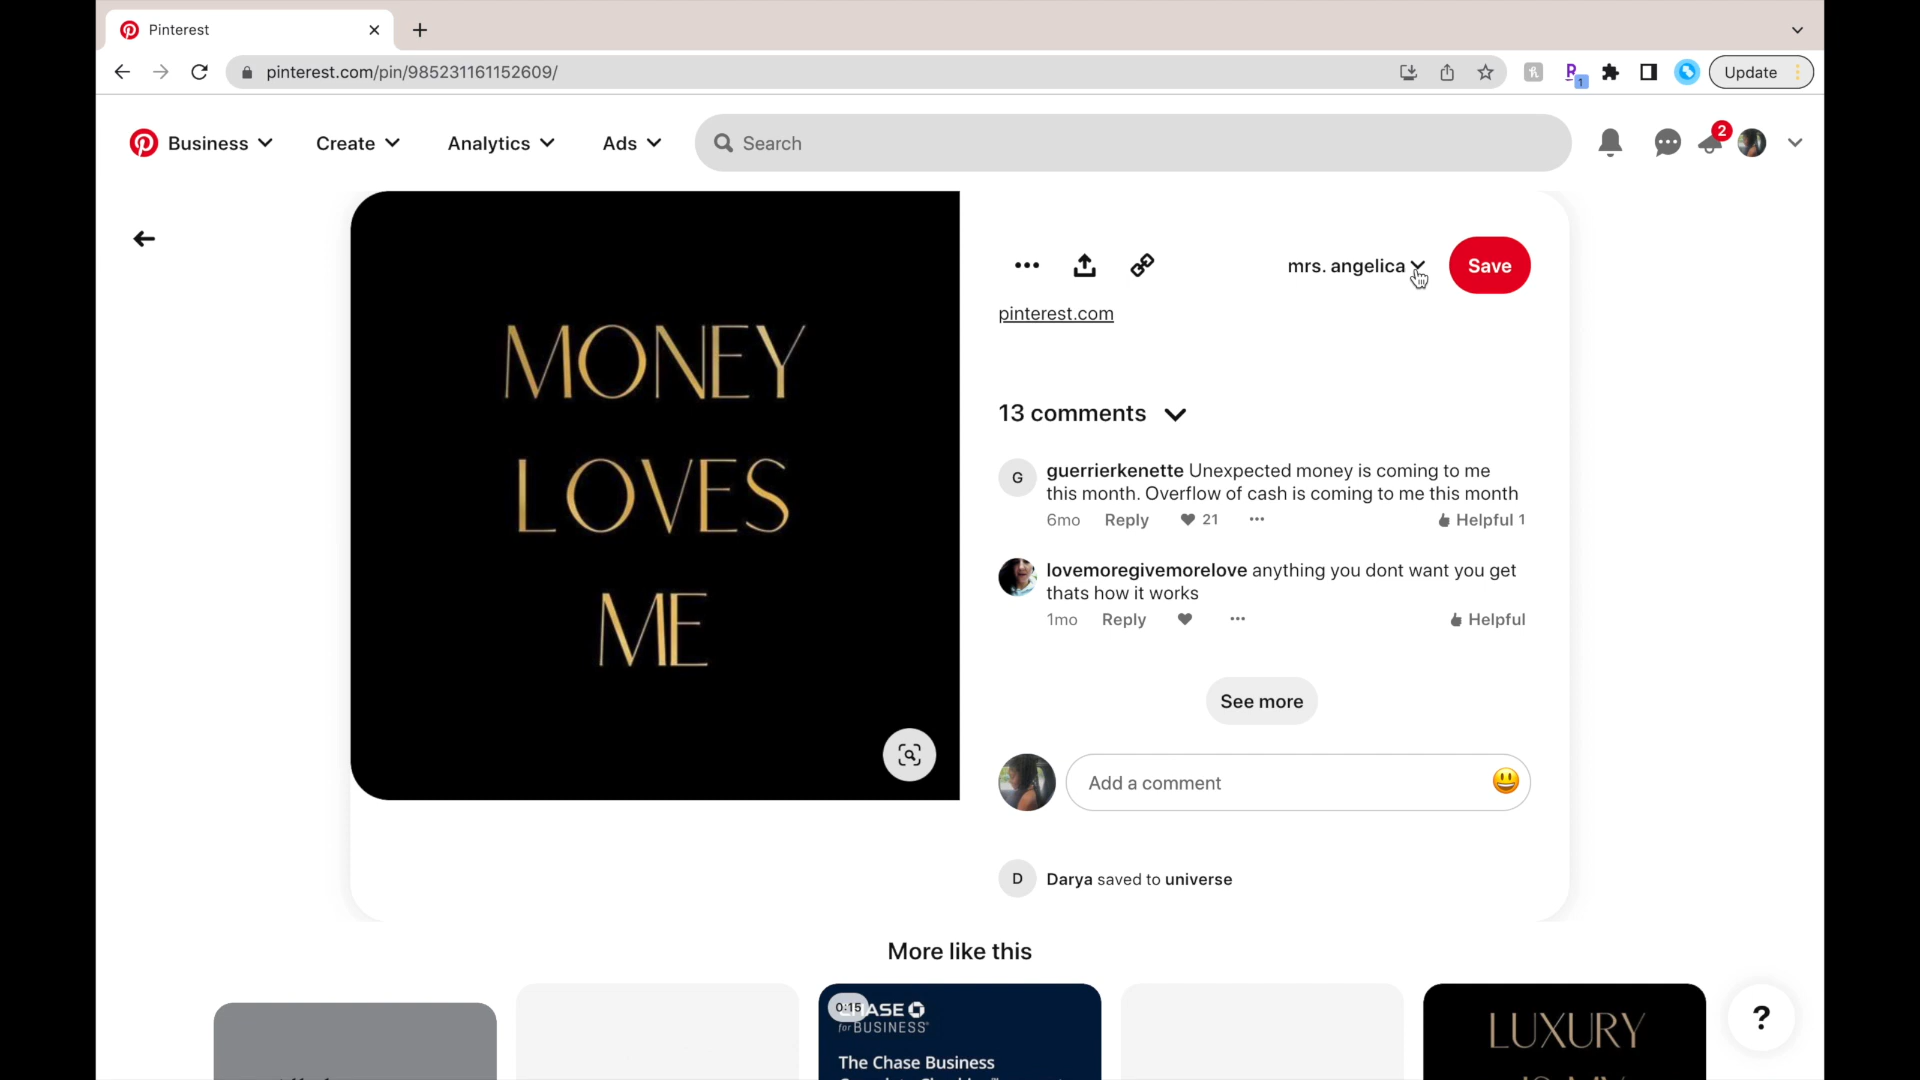 Pinterest
pinterest.com/pin/985231161152609/
1
Update
Business
Create
Analytics
Ads
Search
2
MONEY
LOVES
ME
mrs. angelica
Save
pinterest.com
13 comments
G
guerrierkenette Unexpected money is coming to me
this month. Overflow of cash is coming to me this month
6mo Reply 21 Helpful 1
lovemoregivemorelove anything you dont want you get
thats how it works
1mo Reply Helpful
See more
Add a comment
D
Darya saved to universe
More like this
0:15
CHASE
for BUSINESS
The Chase Business
LUXURY
?